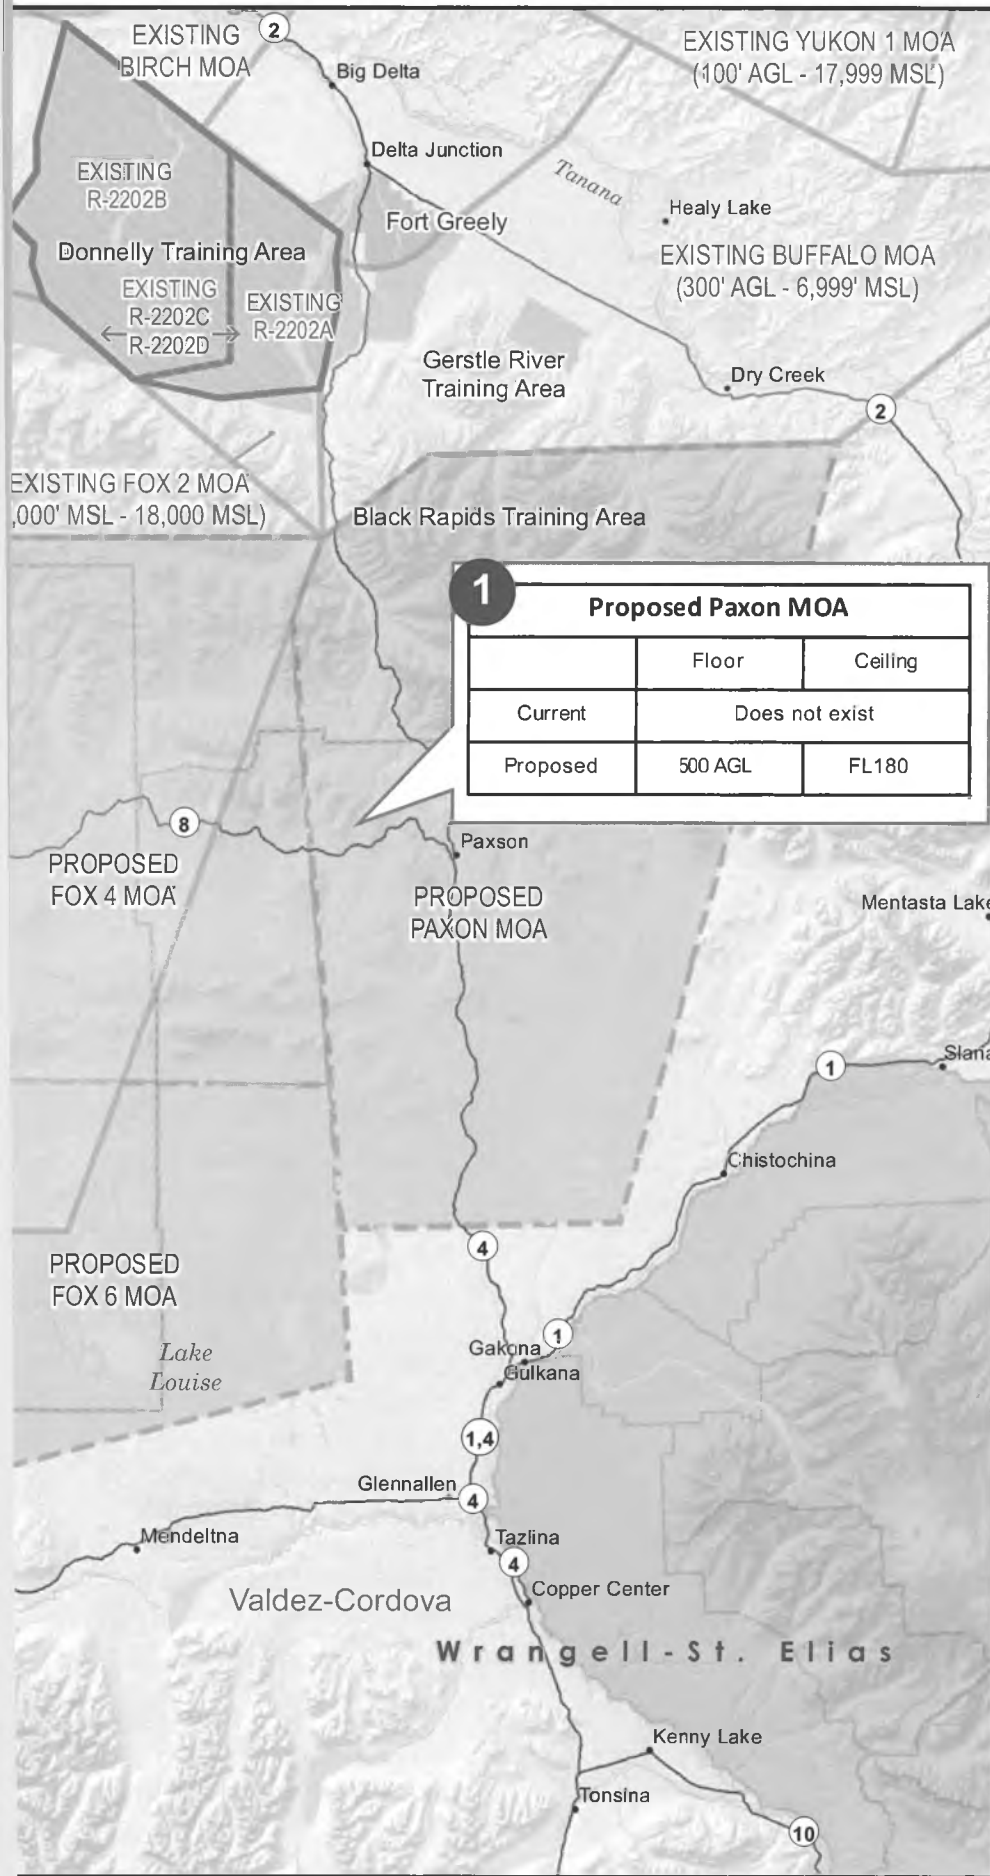 2
EXISTING
BIRCH MOA
EXISTING YUKON 1 MOA
(100' AGL - 17,999 MSL)
Big Delta
Delta Junction
Tanana
EXISTING
R-2202B
Fort Greely
Healy Lake
Donnelly Training Area
EXISTING BUFFALO MOA
(300' AGL - 6,999' MSL)
EXISTING
R-2202C
R-2202D
EXISTING
R-2202A
Gerstle River
Training Area
Dry Creek
2
EXISTING FOX 2 MOA
,000' MSL - 18,000 MSL)
Black Rapids Training Area
1
Proposed Paxon MOA
Floor Ceiling
Current Does not exist
Proposed 500 AGL FL180
8
Paxson
PROPOSED
FOX 4 MOA
PROPOSED
PAXON MOA
Mentasta Lake
Slana
1
Chistochina
4
PROPOSED
FOX 6 MOA
1
Lake
Louise
Gakona
Gulkana
1,4
Glennallen
4
Mendeltna
Tazlina
4
Copper Center
Valdez-Cordova
Wrangell-St. Elias
Kenny Lake
Tonsina
10